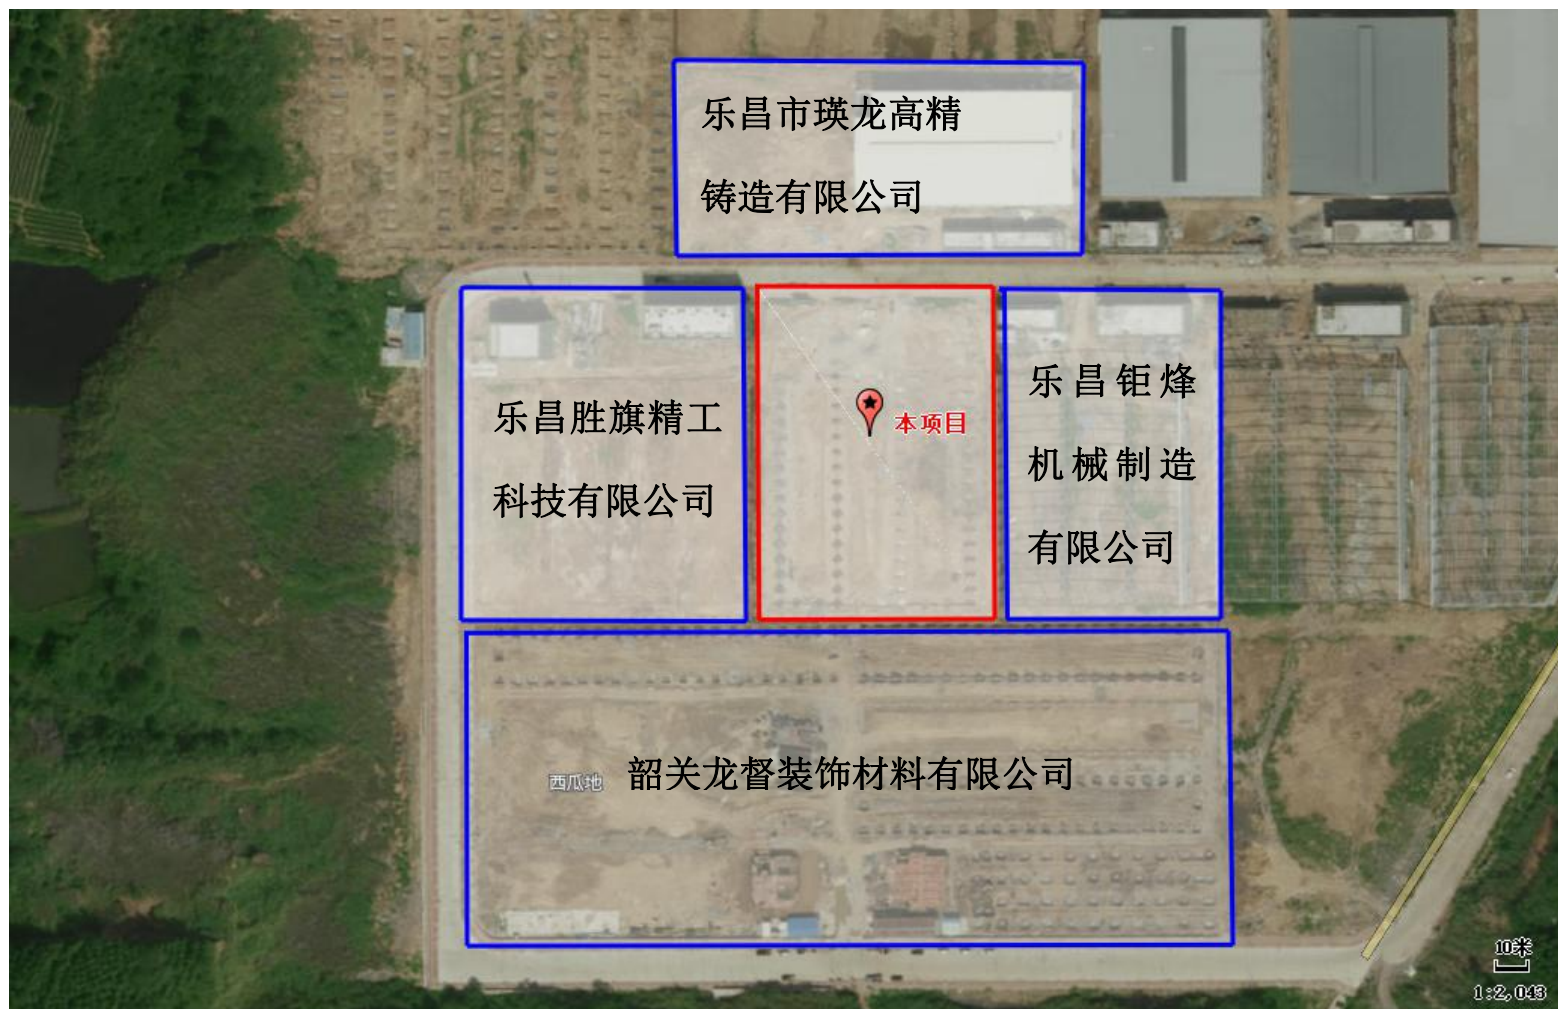 乐昌市瑛龙高精
铸造有限公司
乐昌胜旗精工
科技有限公司
本项目
乐昌钜烽
机械制造
有限公司
西瓜地
韶关龙督装饰材料有限公司
10米
1:2,043